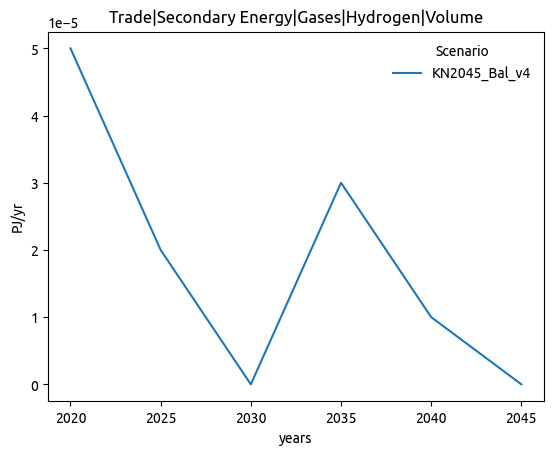 Trade|Secondary Energy|Gases|Hydrogen|Volume
1e−5
Scenario
KN2045_Bal_v4
5
4
3
2
1
0
PJ/yr
2020 2025 2030 2035 2040 2045
years